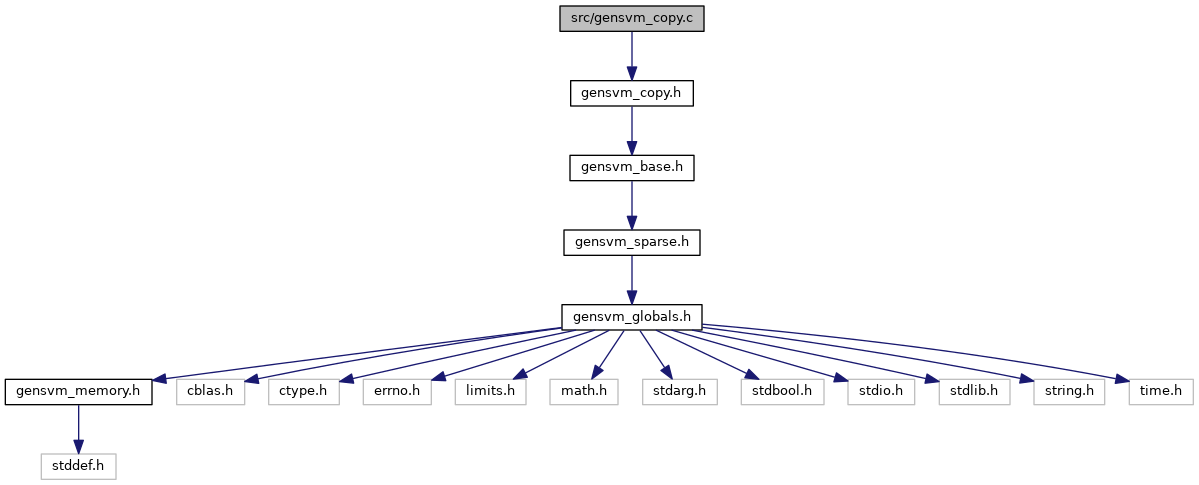 src/gensvm_copy.c
gensvm_copy.h
gensvm_base.h
gensvm_sparse.h
gensvm_globals.h
gensvm_memory.h
cblas.h
ctype.h
errno.h
limits.h
math.h
stdarg.h
stdbool.h
stdio.h
stdlib.h
string.h
time.h
stddef.h